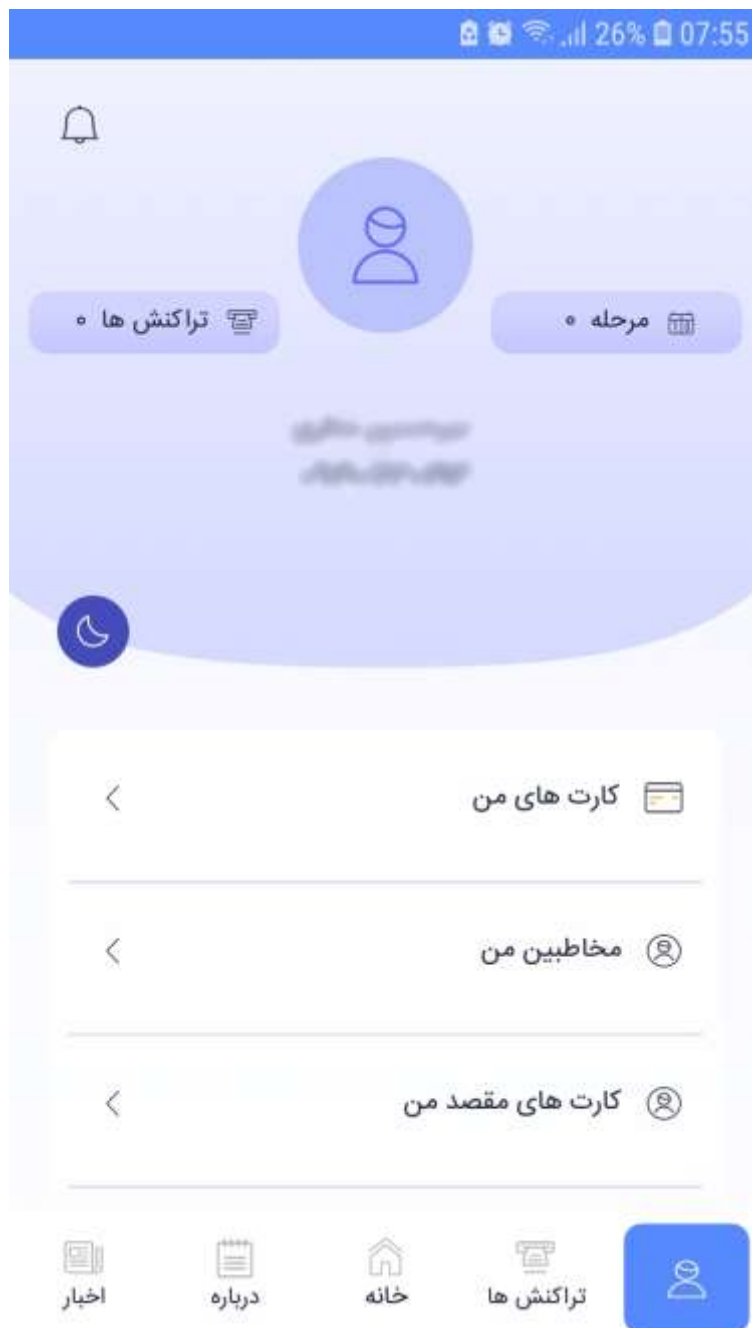 26% 07:55
مرحله ۰
تراکنش ها ۰
کارت های من
مخاطبین من
کارت های مقصد من
تراکنش ها
خانه
درباره
اخبار